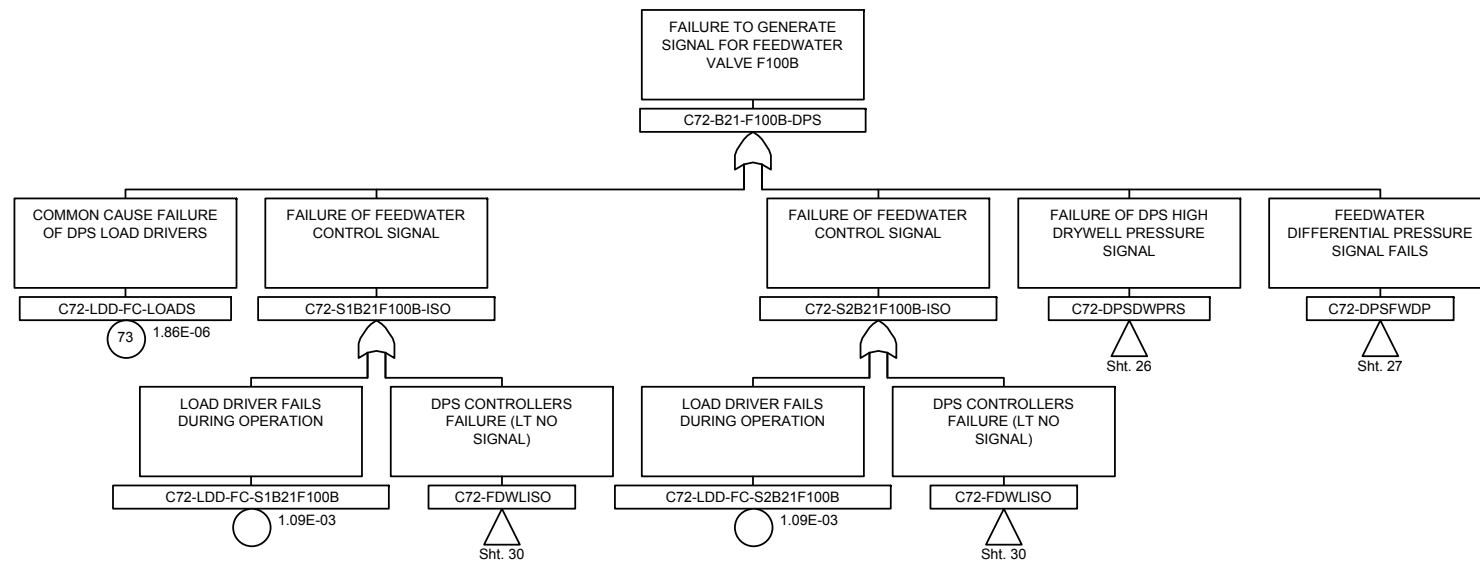 FAILURE TO GENERATE
SIGNAL FOR FEEDWATER
VALVE F100B
C72-B21-F100B-DPS
COMMON CAUSE FAILURE
OF DPS LOAD DRIVERS
C72-LDD-FC-LOADS
73
1.86E-06
FAILURE OF FEEDWATER
CONTROL SIGNAL
C72-S1B21F100B-ISO
FAILURE OF FEEDWATER
CONTROL SIGNAL
C72-S2B21F100B-ISO
FAILURE OF DPS HIGH
DRYWELL PRESSURE
SIGNAL
C72-DPSDWPRS
Sht. 26
FEEDWATER
DIFFERENTIAL PRESSURE
SIGNAL FAILS
C72-DPSFWDP
Sht. 27
LOAD DRIVER FAILS
DURING OPERATION
C72-LDD-FC-S1B21F100B
1.09E-03
DPS CONTROLLERS
FAILURE (LT NO
SIGNAL)
C72-FDWLISO
Sht. 30
LOAD DRIVER FAILS
DURING OPERATION
C72-LDD-FC-S2B21F100B
1.09E-03
DPS CONTROLLERS
FAILURE (LT NO
SIGNAL)
C72-FDWLISO
Sht. 30